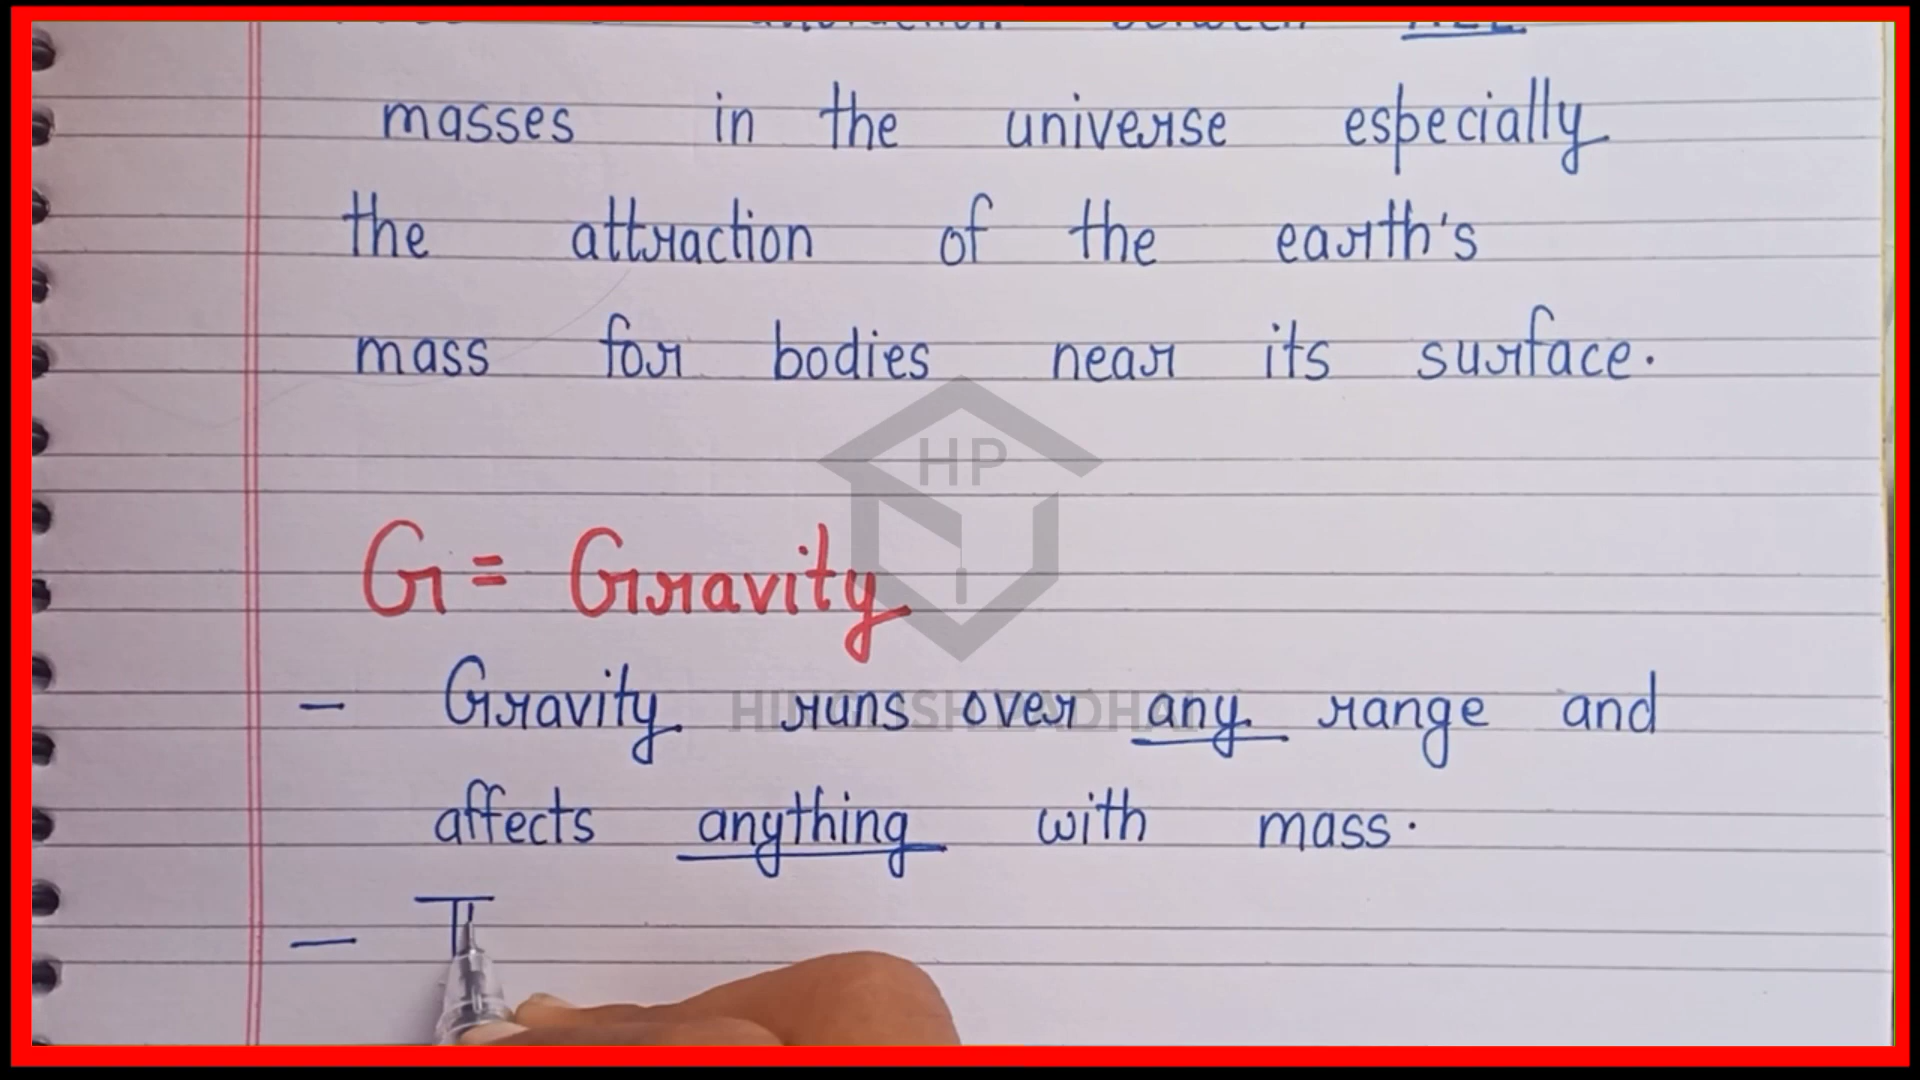 masses in the universe especially
the attraction of the earth's
mass for bodies near its surface.
HP
I
G = Gravity
- Gravity runs over any range and
affects anything with mass.
- T